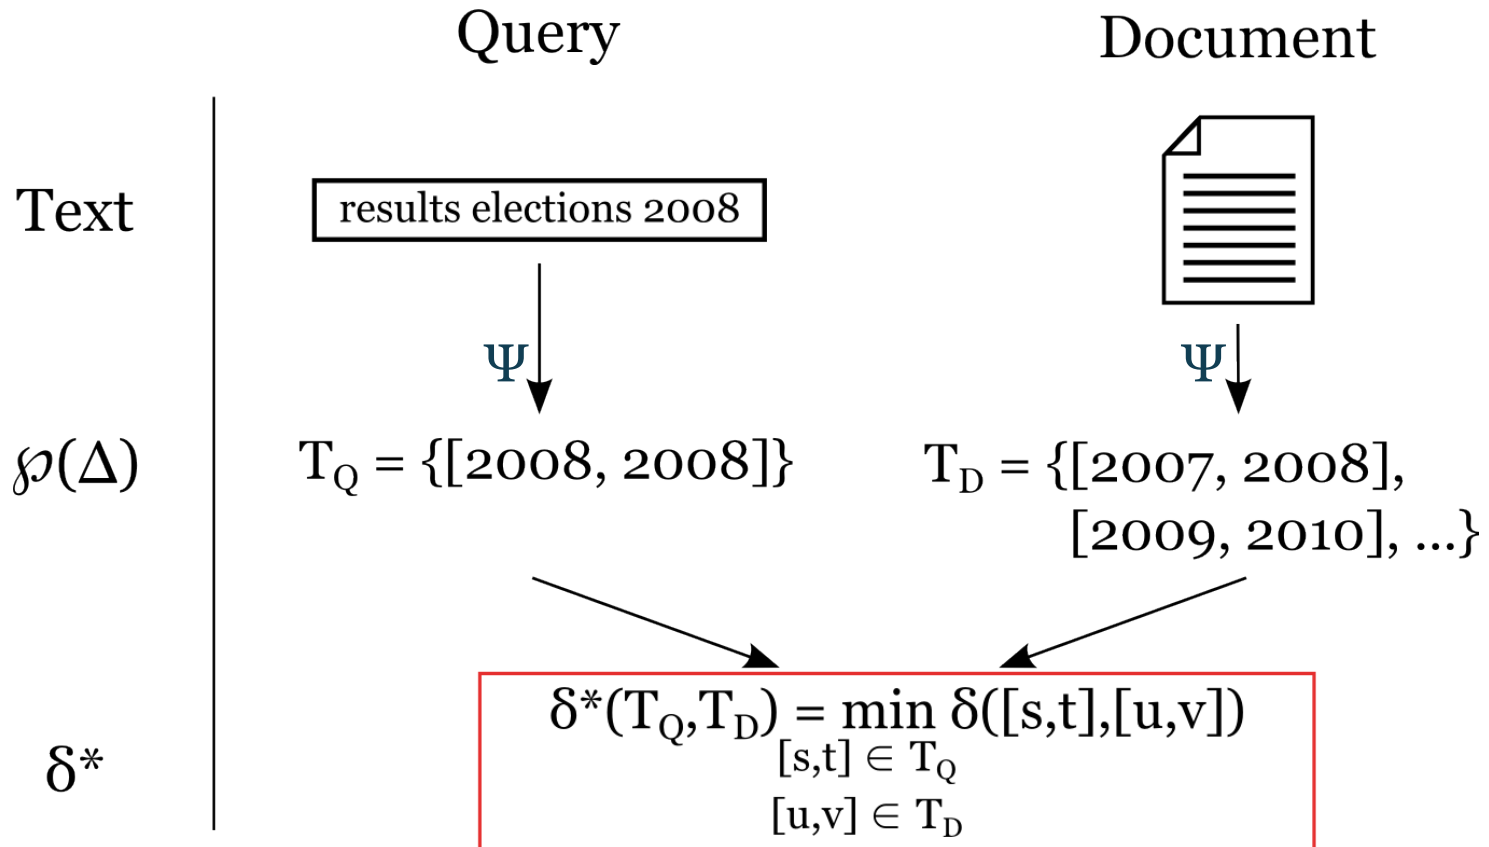 Query
Document
Text
results elections 2008
Ψ
Ψ
℘(Δ)
T_Q = {[2008, 2008]}
T_D = {[2007, 2008],
[2009, 2010], ...}
δ*
δ*(T_Q,T_D) = min δ([s,t],[u,v])
[s,t] ∈ T_Q
[u,v] ∈ T_D